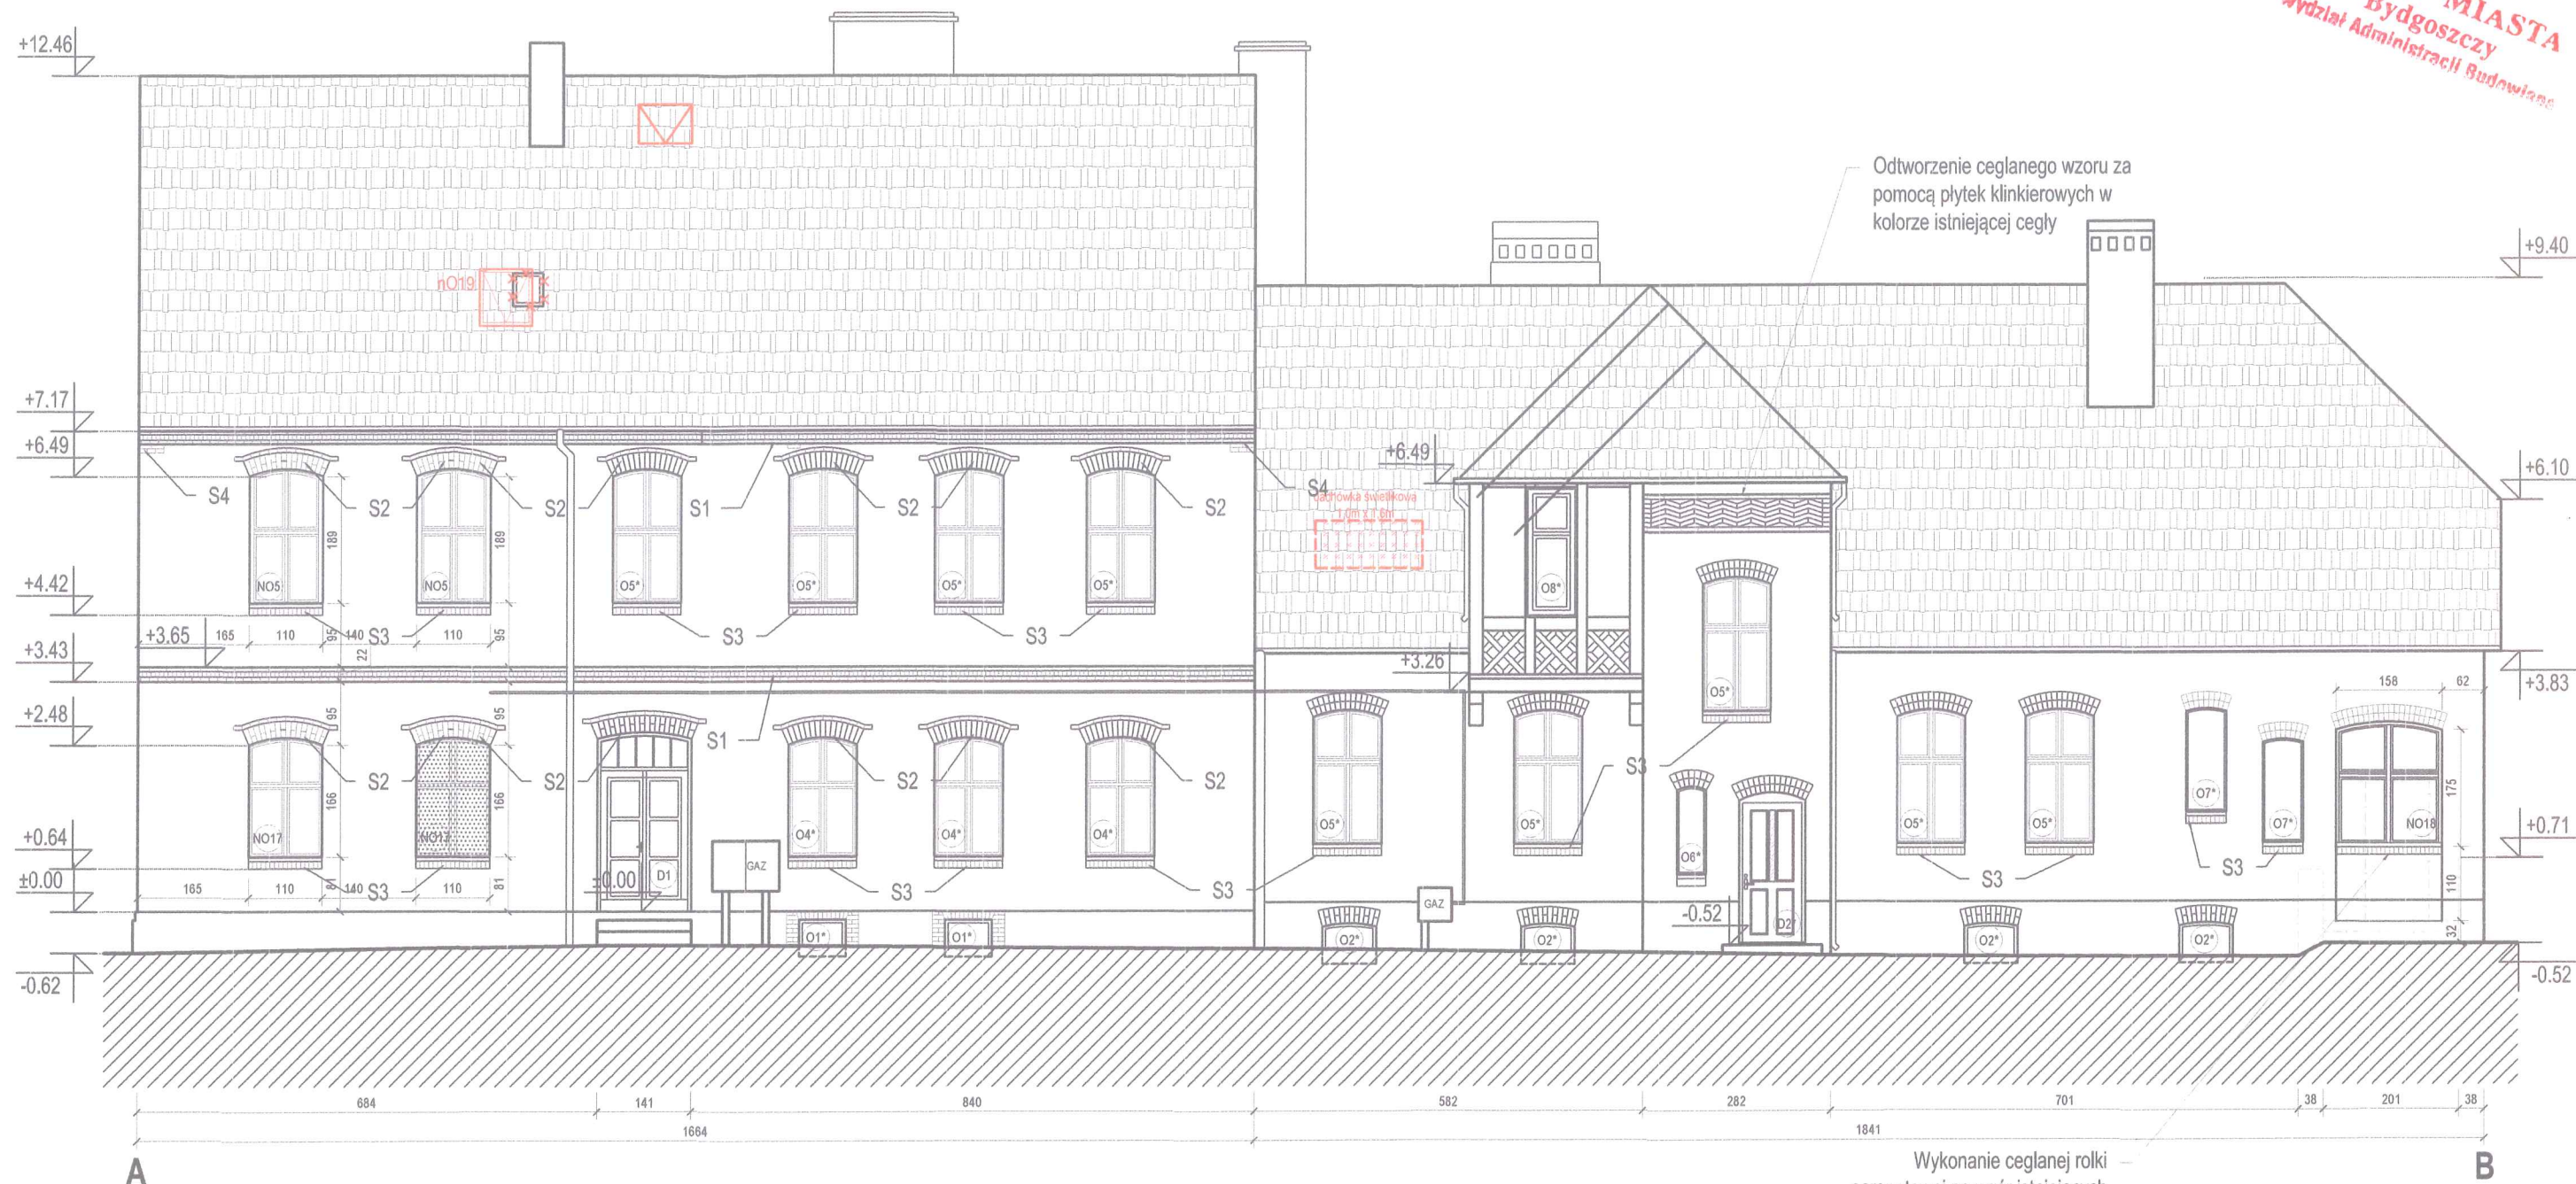 MIASTA
Bydgoszczy
Wydział Administracji Budowlane
+12.46
Odtworzenie ceglanego wzoru za
pomocą płytek klinkierowych w
kolorze istniejącej cegły
+9.40
nO19
+7.17
+6.49
+6.49
+6.10
S4
S2
S2
S1
S2
S4
S2
dachówka świetlikowa
189
189
NO5
NO5
O5*
O5*
O5*
O5*
O8*
+4.42
+3.65
165
110
95
140
S3
110
95
22
S3
S3
+3.43
+3.26
+3.83
158
62
O5*
+2.48
95
95
S1
S3
S2
S2
S2
S2
166
166
175
NO17
NO17
O4*
O4*
O4*
O5*
O5*
O6*
O5*
O5*
O7*
O7*
NO18
+0.64
+0.71
GAZ
D1
±0.00
±0.00
165
110
81
140
S3
110
81
S3
S3
S3
S3
110
GAZ
-0.52
D2
32
O1*
O1*
O2*
O2*
O2*
O2*
-0.62
-0.52
684
141
840
582
282
701
38
201
38
1664
1841
A
B
Wykonanie ceglanej rolki